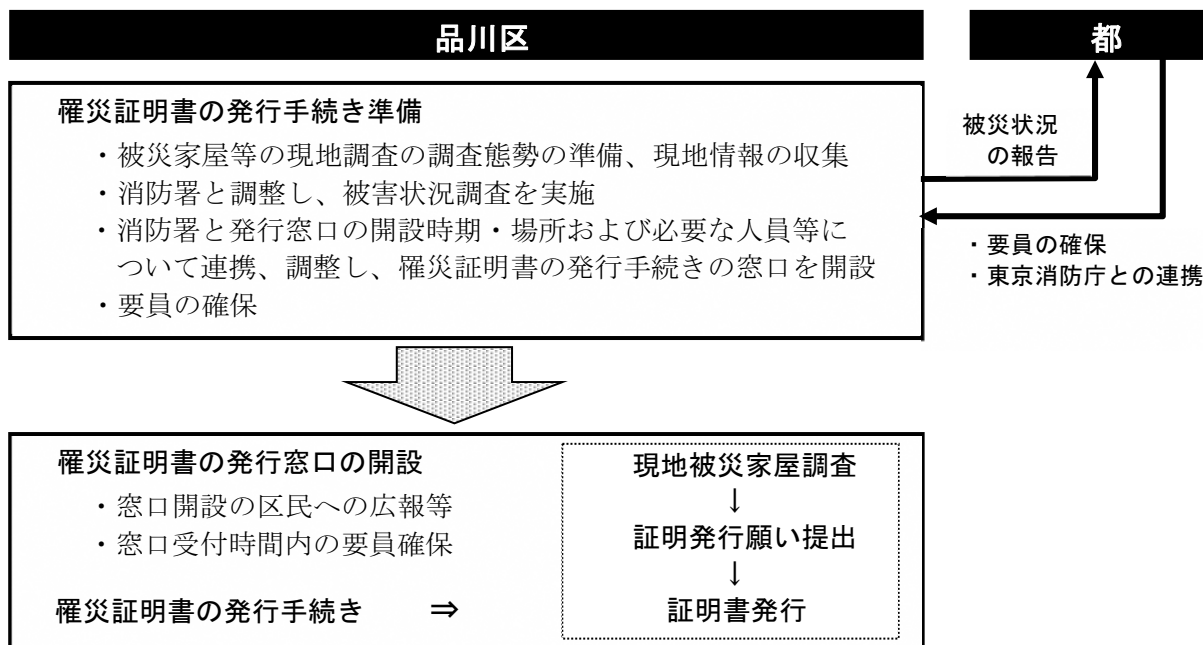 品川区
都
罹災証明書の発行手続き準備
・被災家屋等の現地調査の調査態勢の準備、現地情報の収集
・消防署と調整し、被害状況調査を実施
・消防署と発行窓口の開設時期・場所および必要な人員等に
ついて連携、調整し、罹災証明書の発行手続きの窓口を開設
・要員の確保
被災状況
の報告
・要員の確保
・東京消防庁との連携
罹災証明書の発行窓口の開設
・窓口開設の区民への広報等
・窓口受付時間内の要員確保
罹災証明書の発行手続き ⇒
現地被災家屋調査
↓
証明発行願い提出
↓
証明書発行